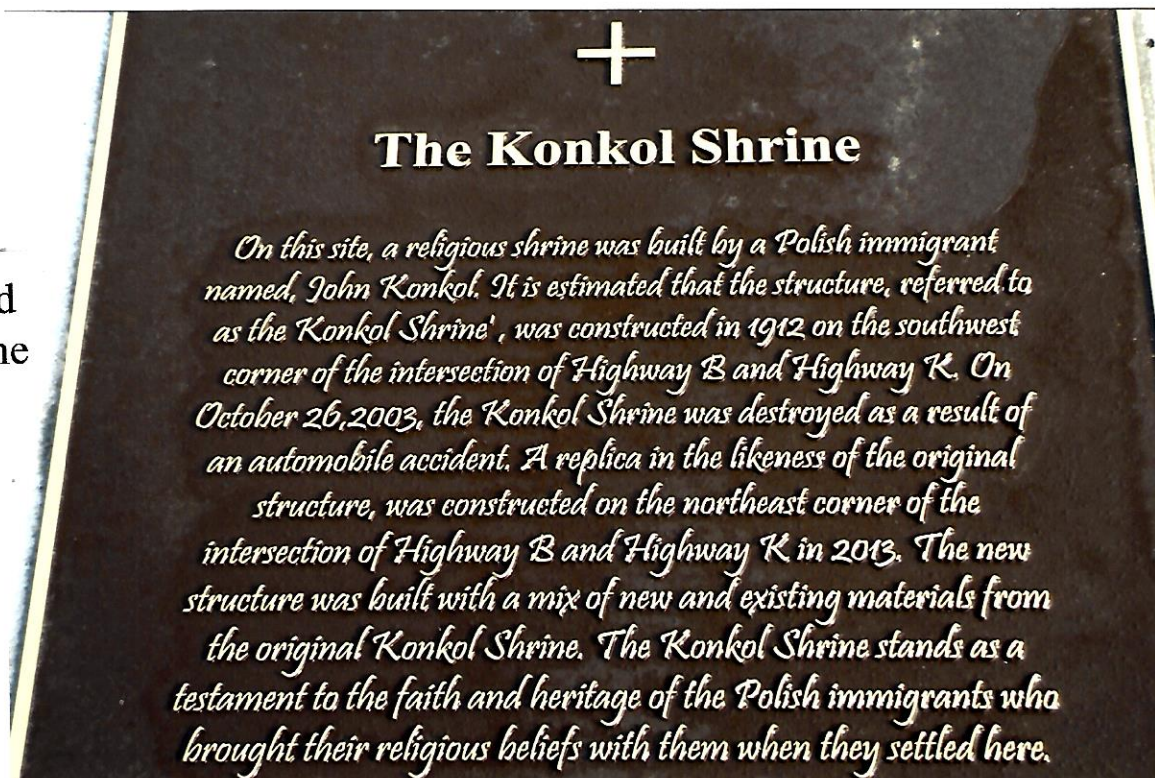 The Konkol Shrine
On this site, a religious shrine was built by a Polish immigrant
named, John Konkol. It is estimated that the structure, referred to
as the Konkol Shrine', was constructed in 1912 on the southwest
corner of the intersection of Highway B and Highway K. On
October 26,2003, the Konkol Shrine was destroyed as a result of
an automobile accident. A replica in the likeness of the original
structure, was constructed on the northeast corner of the
intersection of Highway B and Highway K in 2013. The new
structure was built with a mix of new and existing materials from
the original Konkol Shrine. The Konkol Shrine stands as a
testament to the faith and heritage of the Polish immigrants who
brought their religious beliefs with them when they settled here.